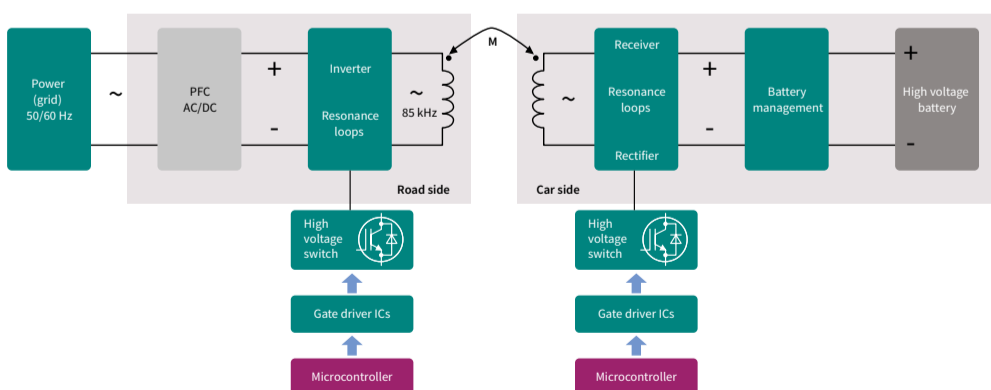 Power
(grid)
50/60 Hz
~
PFC
AC/DC
+
-
Inverter
Resonance
loops
~
85 kHz
M
~
Receiver
Resonance
loops
Rectifier
+
-
Battery
management
+
High voltage
battery
-
Road side
Car side
High
voltage
switch
Gate driver ICs
Microcontroller
High
voltage
switch
Gate driver ICs
Microcontroller